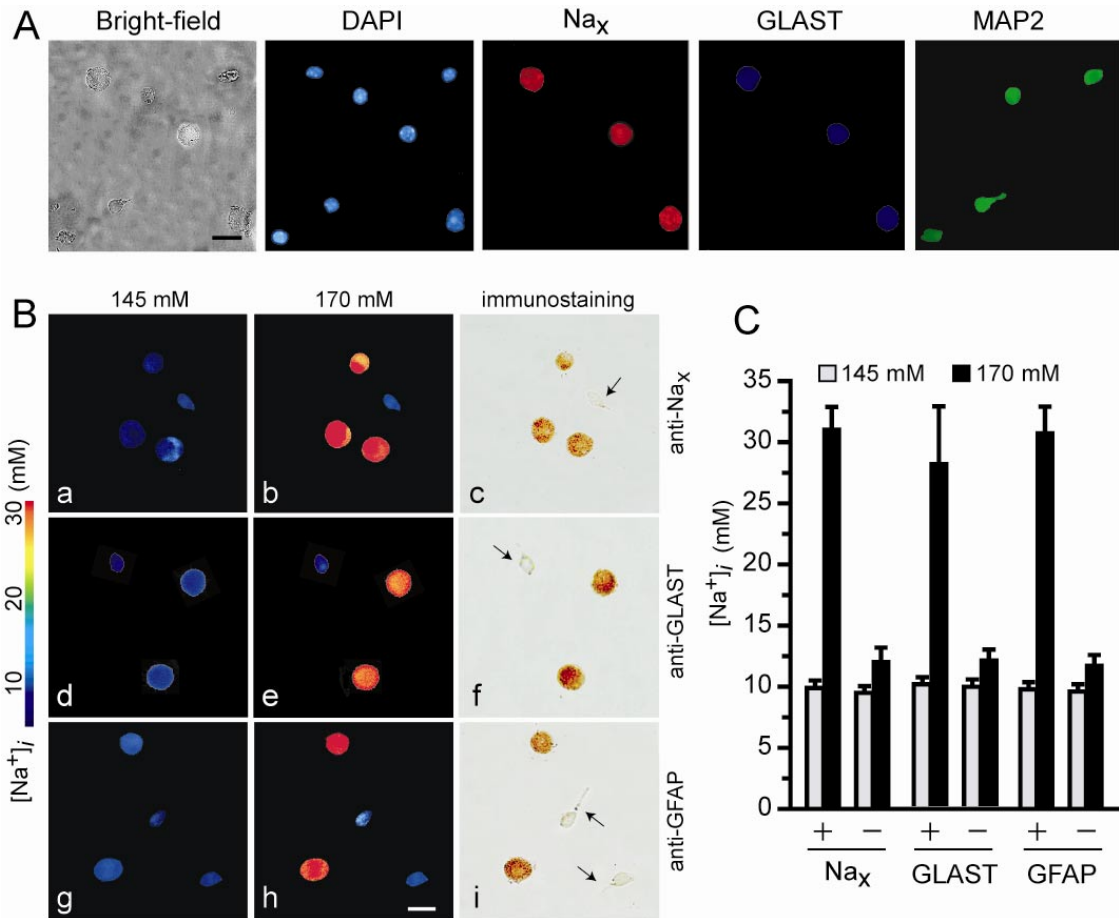 A
Bright-field
DAPI
Naₓ
GLAST
MAP2
B
145 mM
170 mM
immunostaining
a
b
c
anti-Naₓ
d
e
f
anti-GLAST
g
h
i
anti-GFAP
30 (mM)
20
10
[Na⁺]ᵢ
C
145 mM
170 mM
35
30
25
20
15
10
5
0
[Na⁺]ᵢ (mM)
+ − + − + −
Naₓ GLAST GFAP